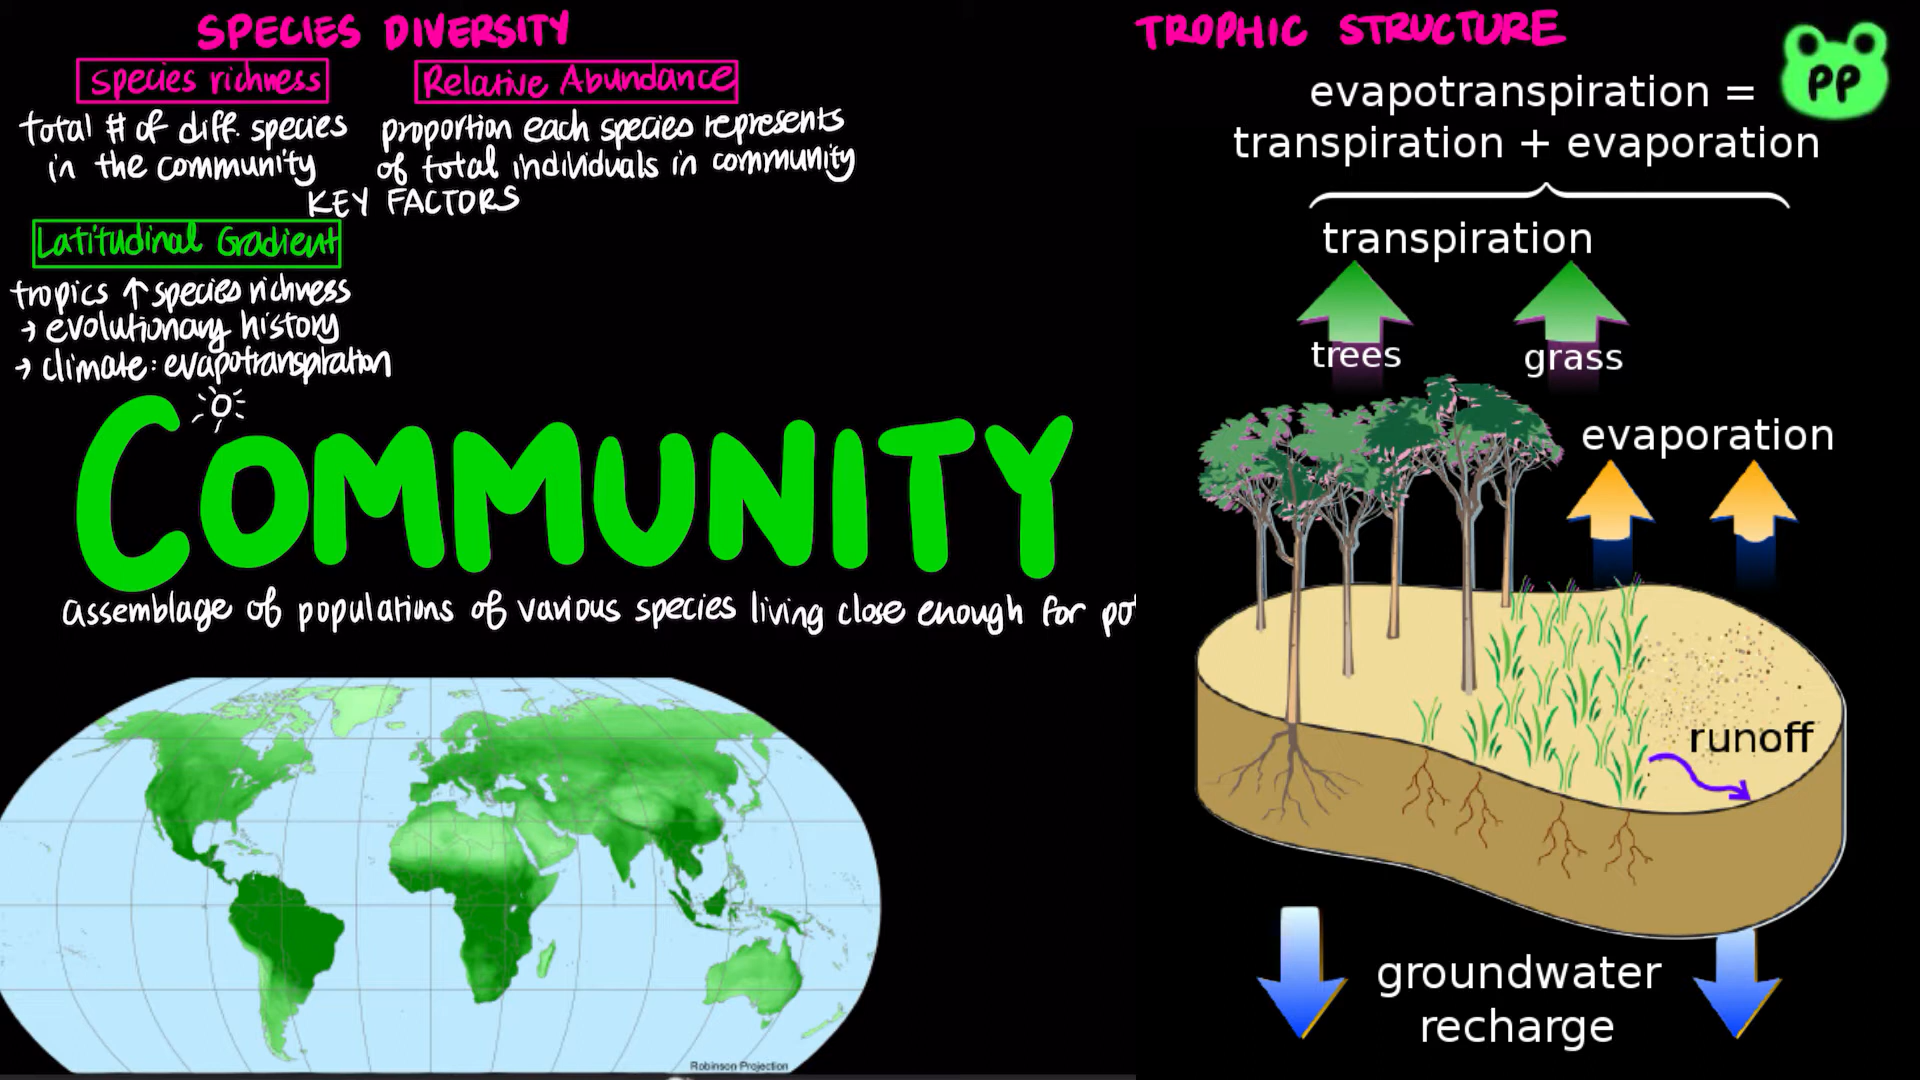 SPECIES DIVERSITY
Species richness
total # of diff. species
in the community
Relative Abundance
proportion each species represents
of total individuals in community
KEY FACTORS
Latitudinal Gradient
tropics ↑ species richness
→ evolutionary history
→ climate: evapotranspiration
COMMUNITY
assemblage of populations of various species living close enough for po
Robinson Projection
TROPHIC STRUCTURE
PP
evapotranspiration =
transpiration + evaporation
transpiration
trees
grass
evaporation
runoff
groundwater
recharge